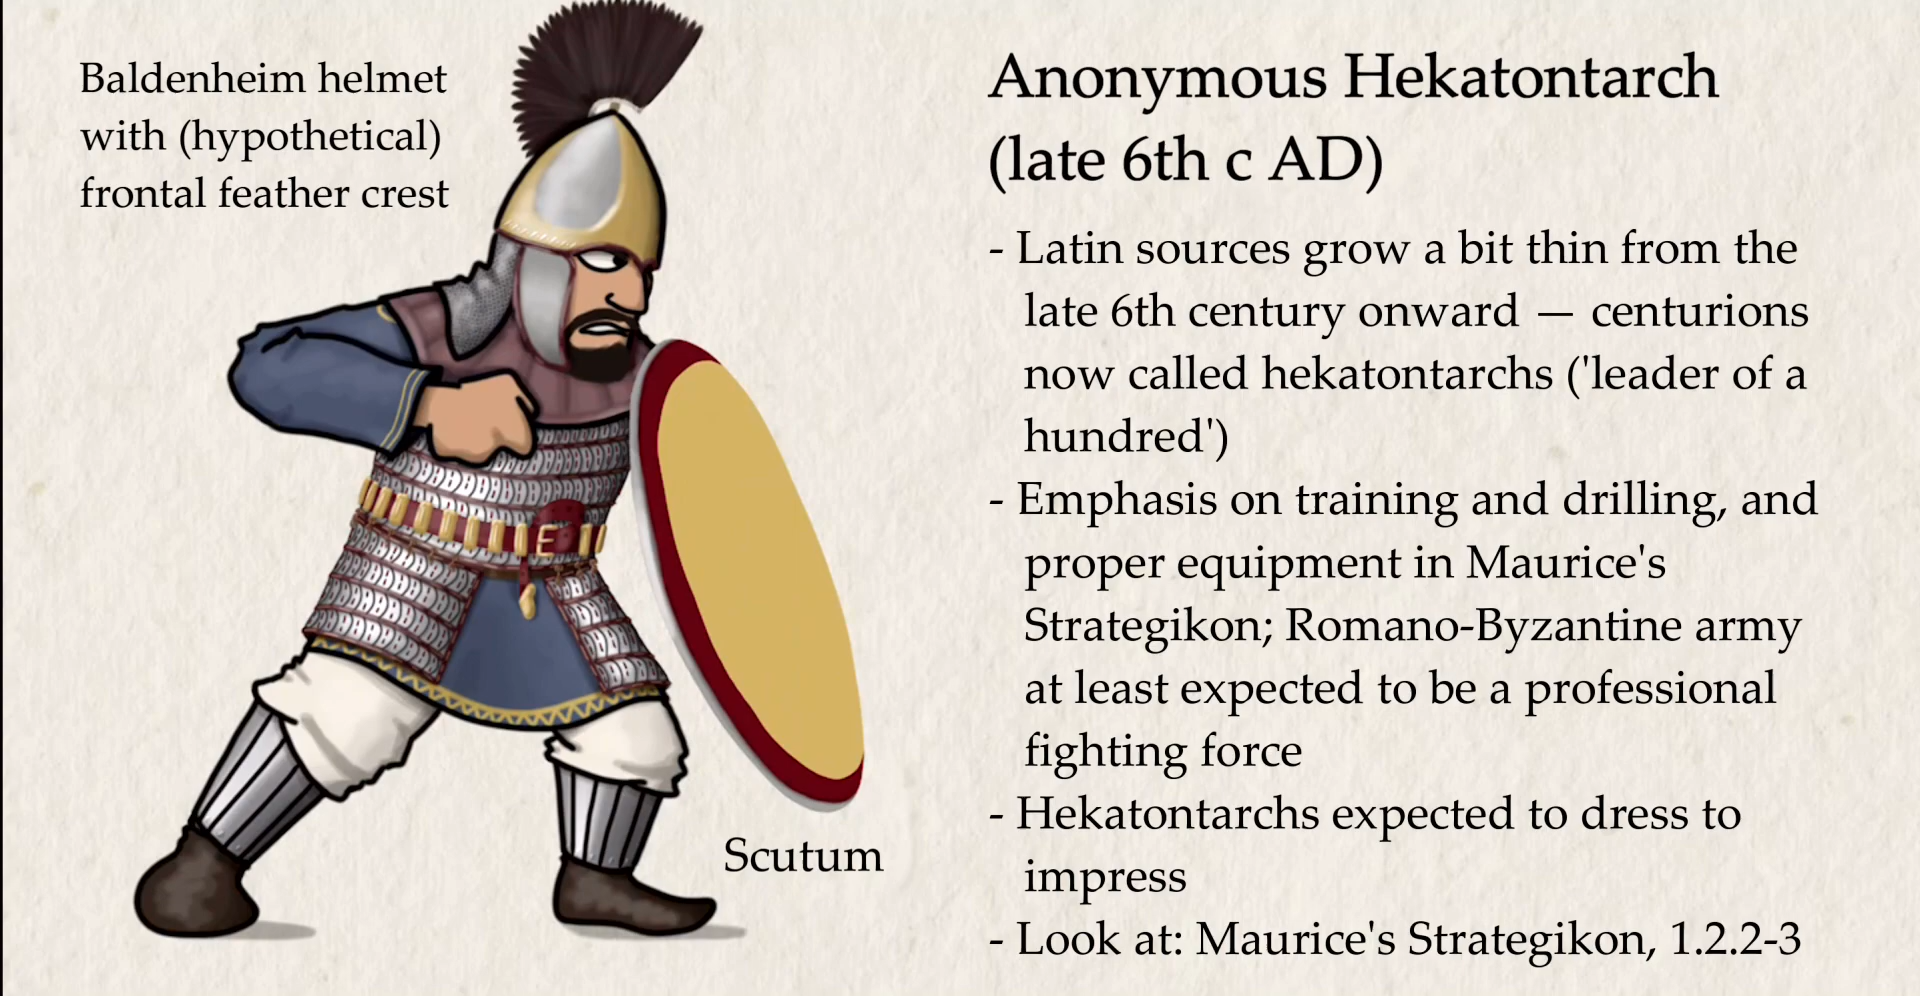 Baldenheim helmet
with (hypothetical)
frontal feather crest
Scutum
Anonymous Hekatontarch
(late 6th c AD)
- Latin sources grow a bit thin from the
late 6th century onward — centurions
now called hekatontarchs ('leader of a
hundred')
- Emphasis on training and drilling, and
proper equipment in Maurice's
Strategikon; Romano-Byzantine army
at least expected to be a professional
fighting force
- Hekatontarchs expected to dress to
impress
- Look at: Maurice's Strategikon, 1.2.2-3